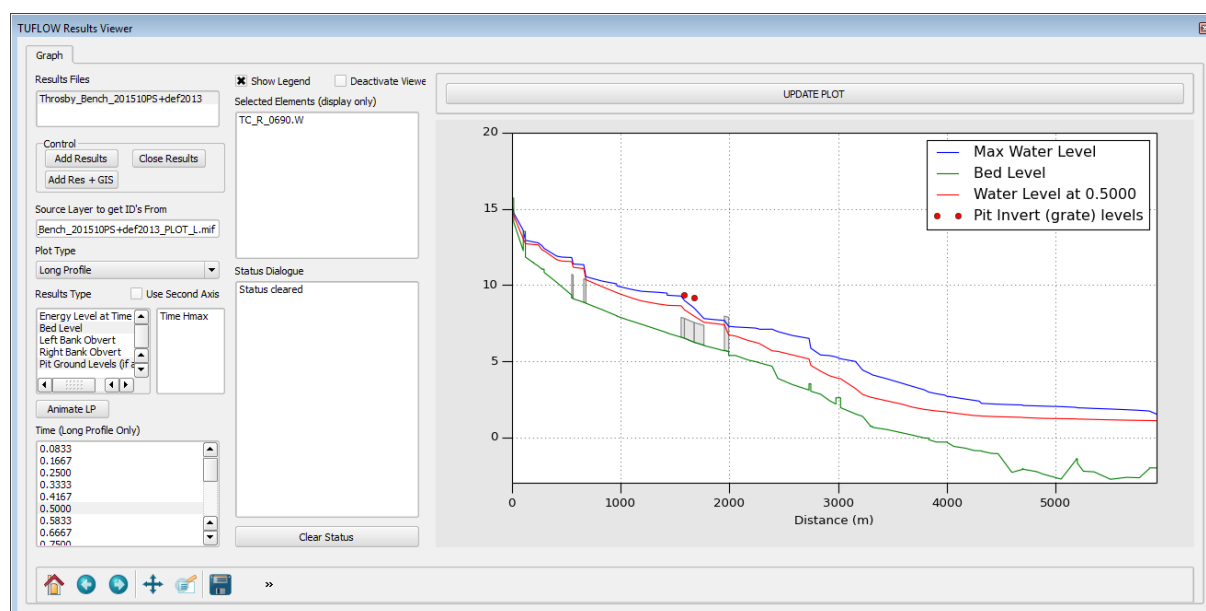 TUFLOW Results Viewer
Graph
Results Files
Throsby_Bench_201510PS+def2013
Control
Add Results
Close Results
Add Res + GIS
Source Layer to get ID's From
Bench_201510PS+def2013_PLOT_L.mif
Plot Type
Long Profile
Results Type
Use Second Axis
Energy Level at Time
Bed Level
Left Bank Obvert
Right Bank Obvert
Pit Ground Levels (if a
Time Hmax
Animate LP
Time (Long Profile Only)
0.0833
0.1667
0.2500
0.3333
0.4167
0.5000
0.5833
0.6667
0.7500
Show Legend
Deactivate Viewe
Selected Elements (display only)
TC_R_0690.W
Status Dialogue
Status cleared
Clear Status
UPDATE PLOT
20
15
10
5
0
Max Water Level
Bed Level
Water Level at 0.5000
Pit Invert (grate) levels
0 1000 2000 3000 4000 5000
Distance (m)
»